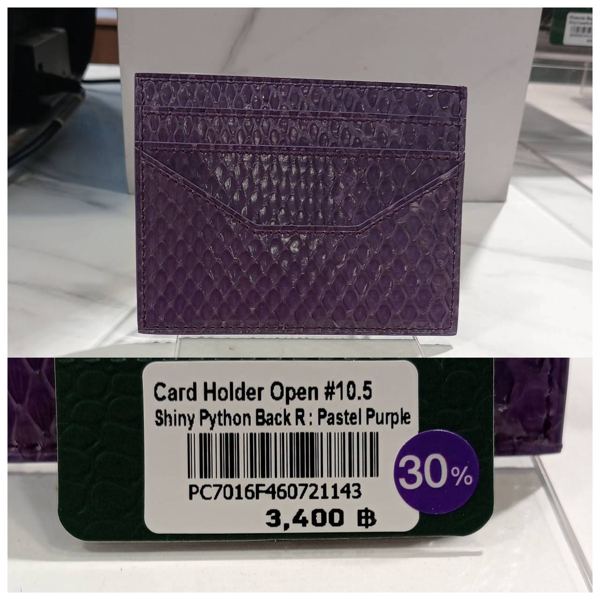 Card Holder Open #10.5
Shiny Python Back R : Pastel Purple
PC7016F460721143
30%
3,400 ฿